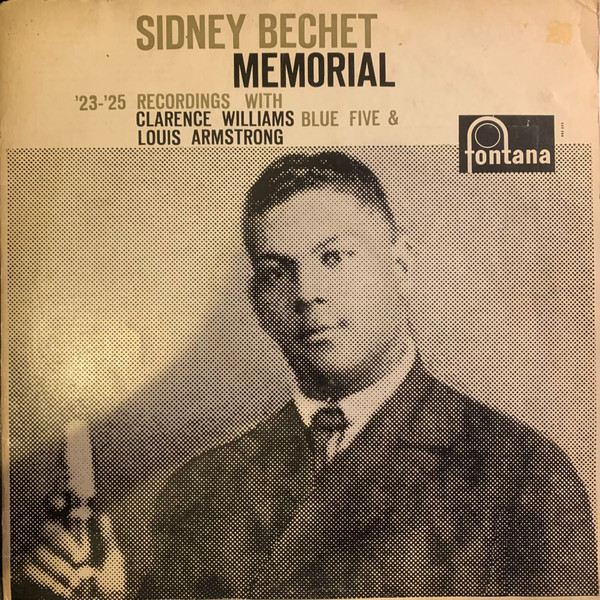 SIDNEY BECHET
MEMORIAL
'23-'25 RECORDINGS WITH
CLARENCE WILLIAMS BLUE FIVE &
LOUIS ARMSTRONG
fontana